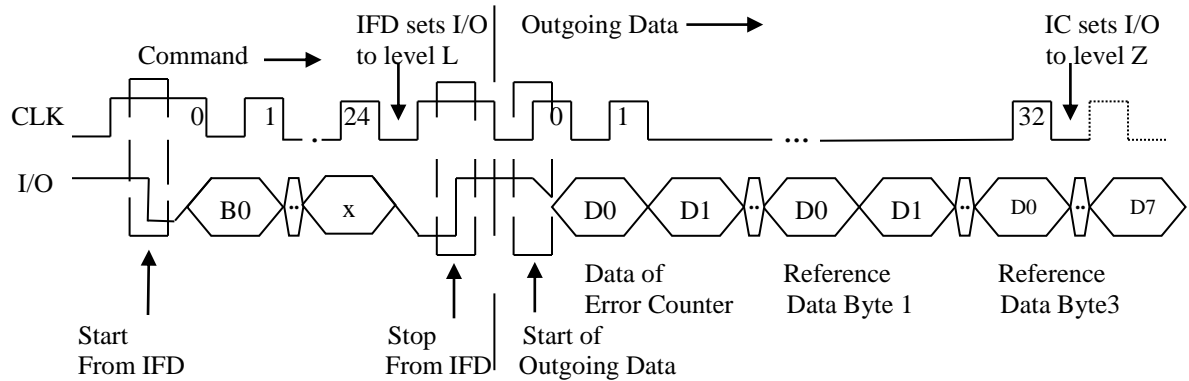 IFD sets I/O
to level L
Outgoing Data
IC sets I/O
to level Z
Command
CLK
0
1
.
24
0
1
...
32
I/O
B0
..
x
D0
D1
..
D0
D1
..
D0
..
D7
Data of
Error Counter
Reference
Data Byte 1
Reference
Data Byte3
Start
From IFD
Stop
From IFD
Start of
Outgoing Data